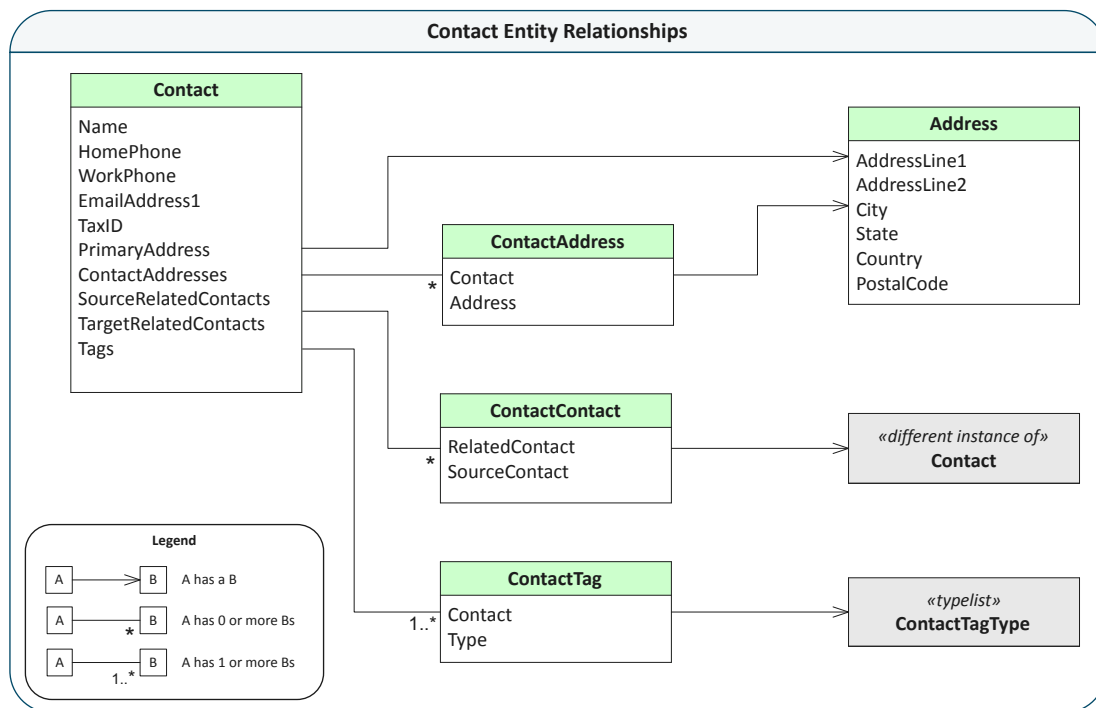 Contact Entity Relationships
Contact
Name
HomePhone
WorkPhone
EmailAddress1
TaxID
PrimaryAddress
ContactAddresses
SourceRelatedContacts
TargetRelatedContacts
Tags
Address
AddressLine1
AddressLine2
City
State
Country
PostalCode
ContactAddress
Contact
Address
*
ContactContact
RelatedContact
SourceContact
*
«different instance of»
Contact
ContactTag
Contact
Type
1..*
«typelist»
ContactTagType
Legend
A B A has a B
A B A has 0 or more Bs
*
A B A has 1 or more Bs
1..*